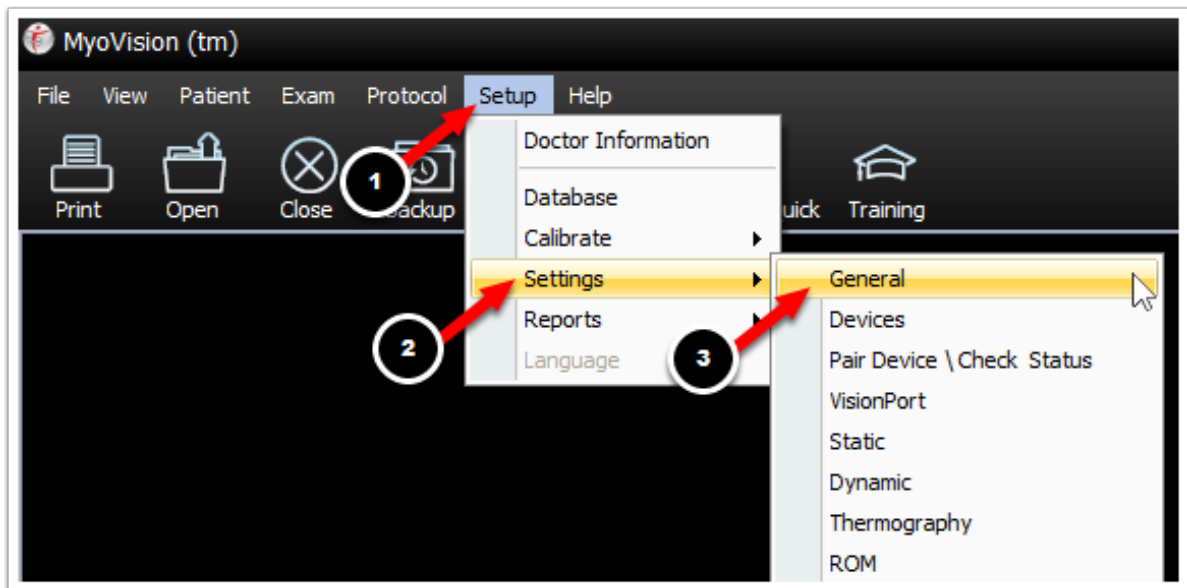 MyoVision (tm)
File View Patient Exam Protocol Setup Help
Print Open Close Backup uick Training
Doctor Information
Database
Calibrate
Settings
Reports
Language
General
Devices
Pair Device \ Check Status
VisionPort
Static
Dynamic
Thermography
ROM
1
2
3